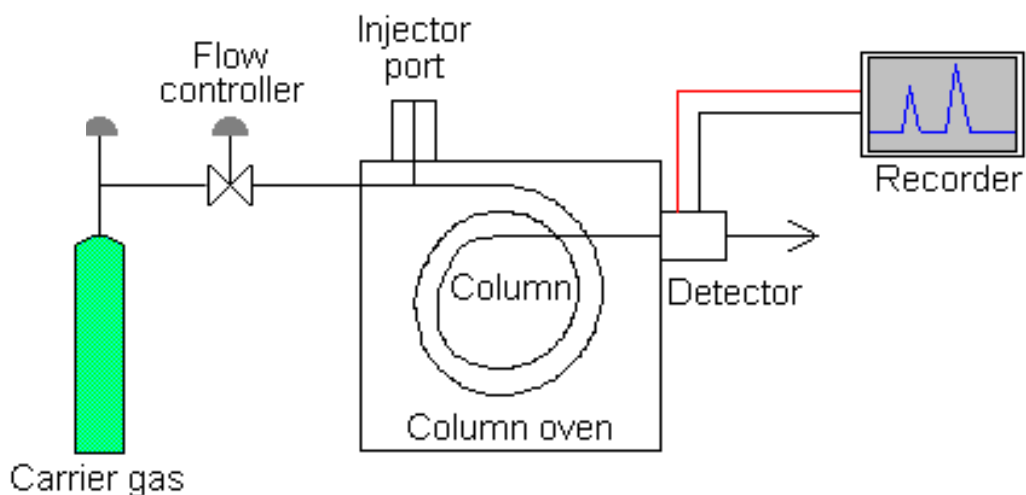 Injector
port
Flow
controller
Recorder
Column
Detector
Column oven
Carrier gas